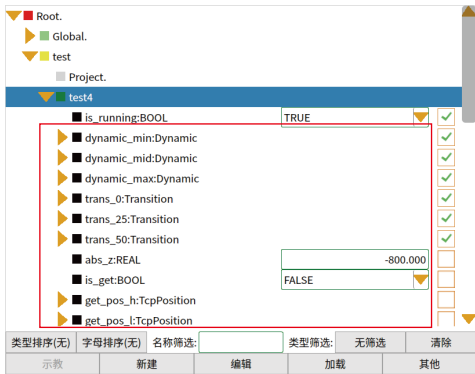 Root.
Global.
test
Project.
test4
is_running:BOOL TRUE
dynamic_min:Dynamic
dynamic_mid:Dynamic
dynamic_max:Dynamic
trans_0:Transition
trans_25:Transition
trans_50:Transition
abs_z:REAL -800.000
is_get:BOOL FALSE
get_pos_h:TcpPosition
get_pos_l:TcpPosition
类型排序(无) 字母排序(无) 名称筛选: 类型筛选: 无筛选 清除
示教 新建 编辑 加载 其他